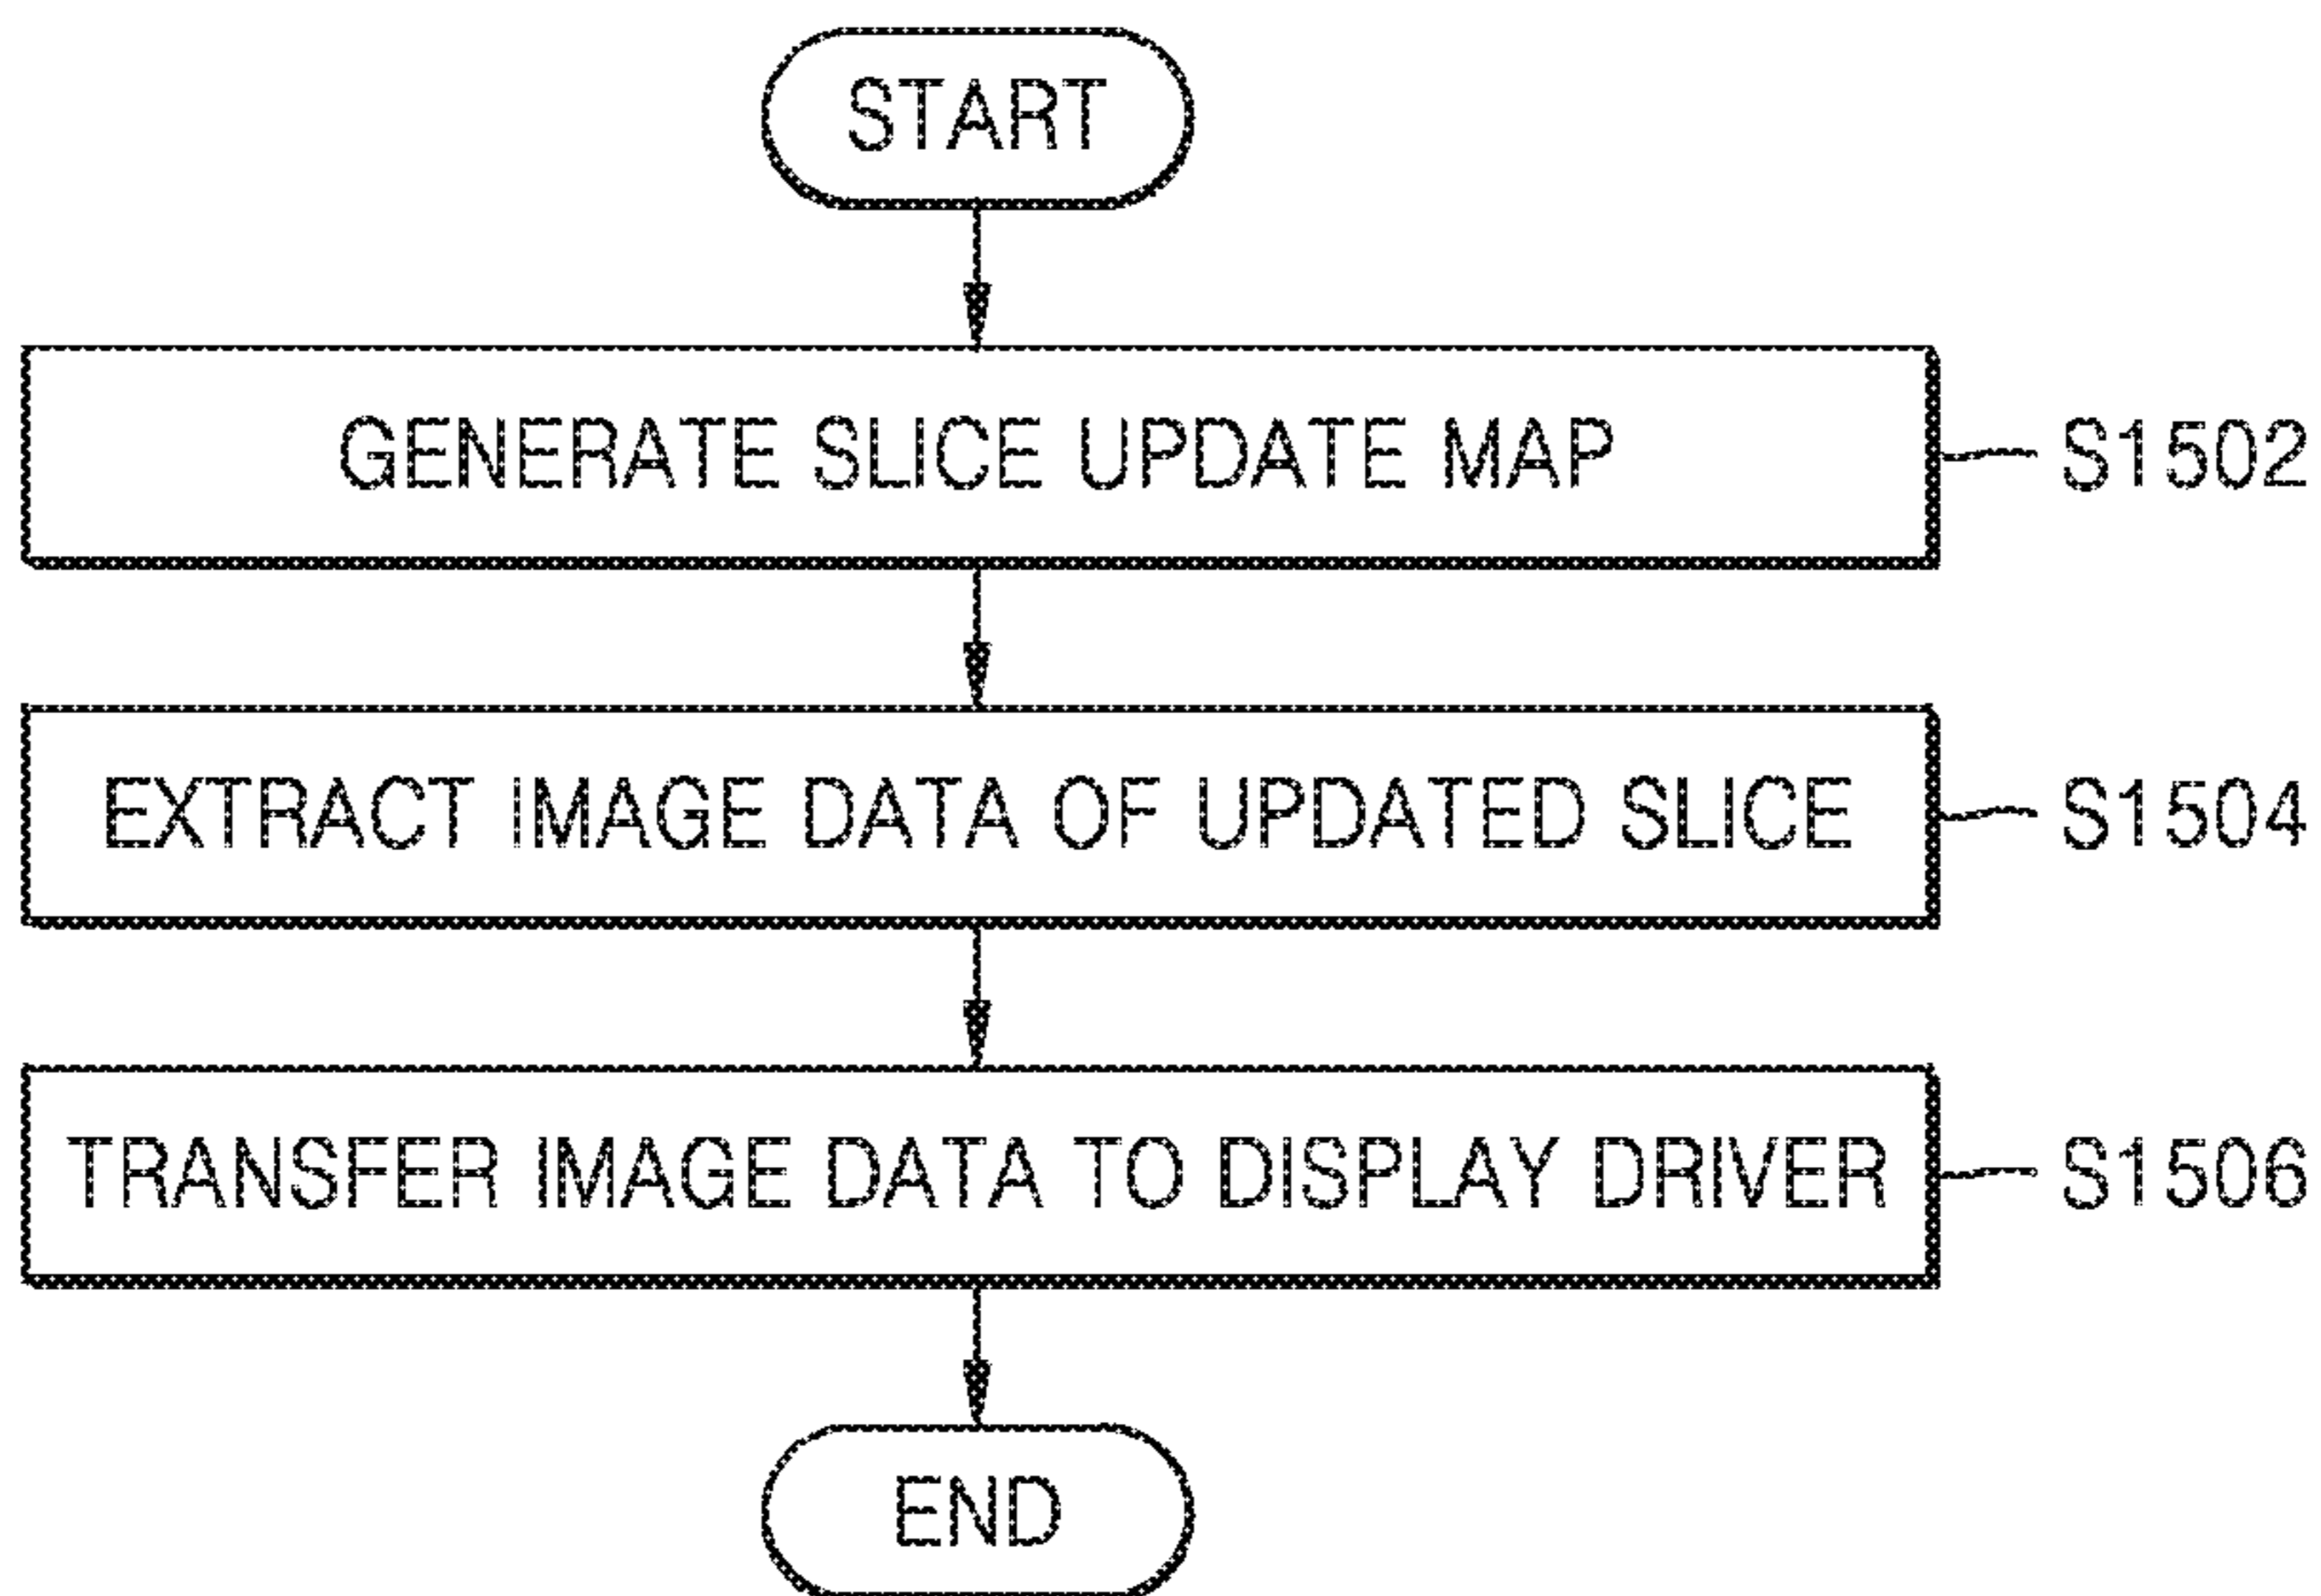 START
GENERATE SLICE UPDATE MAP
S1502
EXTRACT IMAGE DATA OF UPDATED SLICE
S1504
TRANSFER IMAGE DATA TO DISPLAY DRIVER
S1506
END